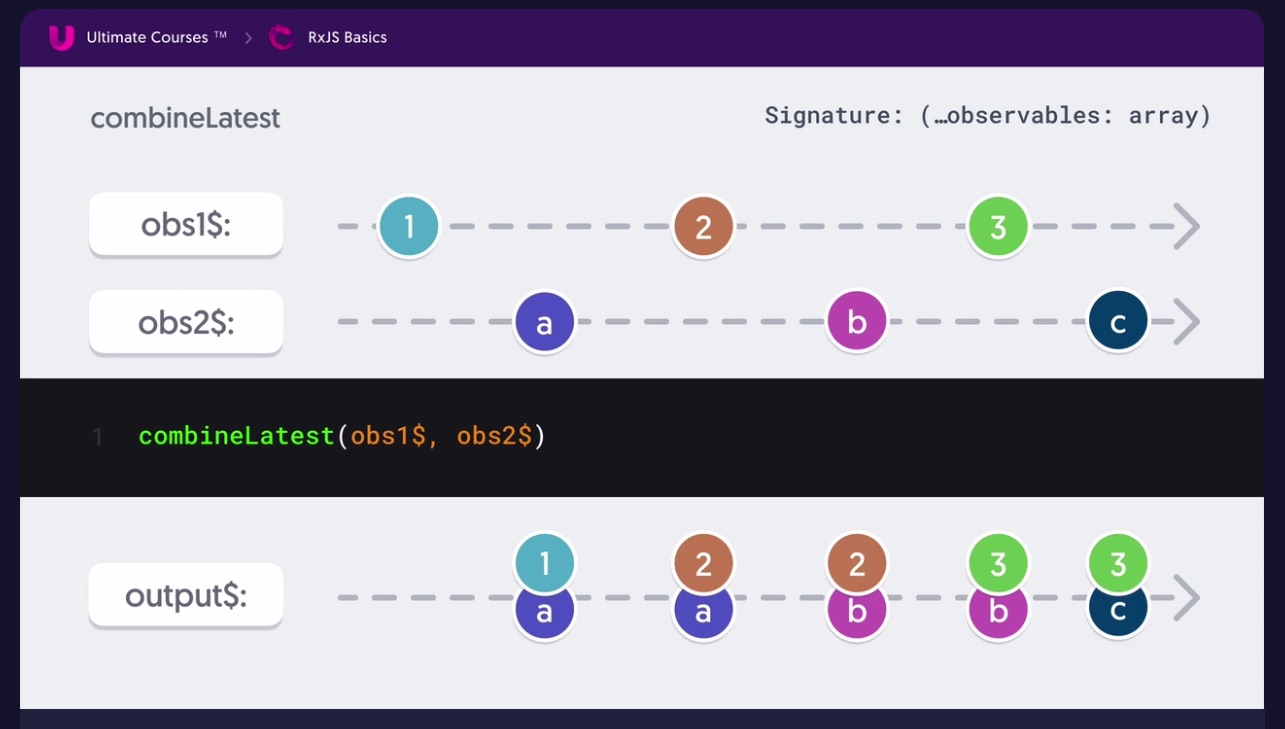 Ultimate Courses ™ > RxJS Basics
combineLatest
Signature: (…observables: array)
obs1$:
1 2 3
obs2$:
a b c
1 combineLatest(obs1$, obs2$)
1 2 2 3 3
output$:
a a b b c